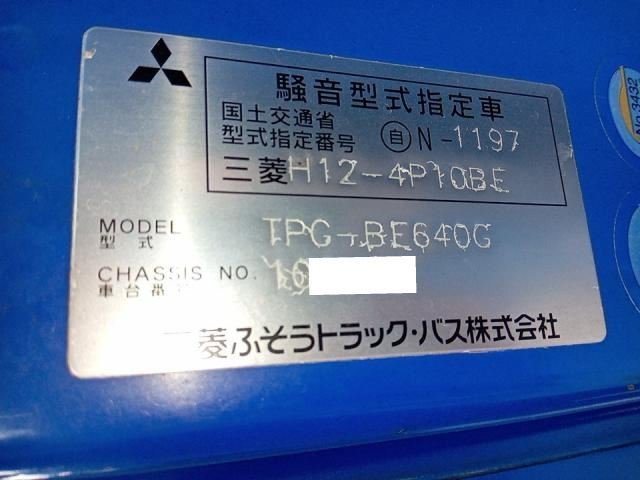 騒音型式指定車
国土交通省
型式指定番号 自 N-1197
三菱H12-4P10BE
MODEL
型式 TPG-BE640G
CHASSIS NO.
車台番
菱ふそうトラック・バス株式会社